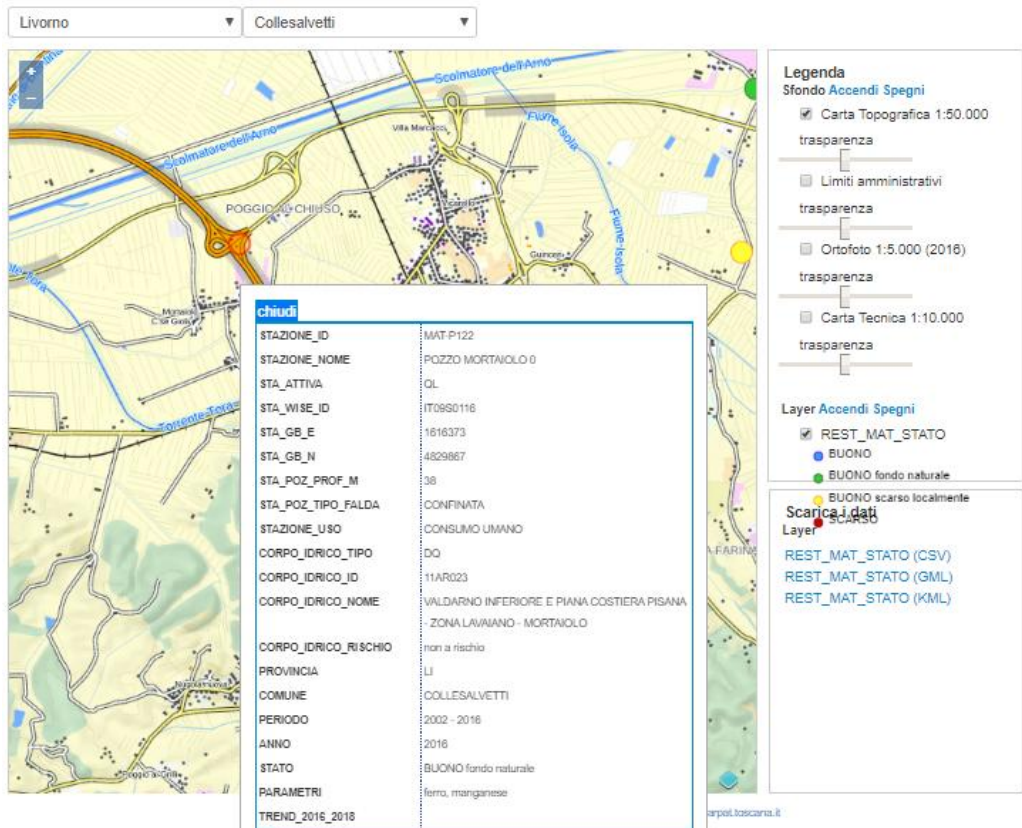 Livorno
Collesalvetti
+
−
Scolmatore dell'Arno
Villa Marcacci
Fiume-Isola
Scolmatore dell'Arno
POGGIO AL CHIUSO
Vicarello
Fiume-Isola
Guinceri
Torrente Tora
Nugola nuova
chiudi
STAZIONE_ID MAT-P122
STAZIONE_NOME POZZO MORTAIOLO 0
STA_ATTIVA QL
STA_WISE_ID IT09S0116
STA_GB_E 1616373
STA_GB_N 4829867
STA_POZ_PROF_M 38
STA_POZ_TIPO_FALDA CONFINATA
STAZIONE_USO CONSUMO UMANO
CORPO_IDRICO_TIPO DQ
CORPO_IDRICO_ID 11AR023
CORPO_IDRICO_NOME VALDARNO INFERIORE E PIANA COSTIERA PISANA
- ZONA LAVAIANO - MORTAIOLO
CORPO_IDRICO_RISCHIO non a rischio
PROVINCIA LI
COMUNE COLLESALVETTI
PERIODO 2002 - 2016
ANNO 2016
STATO BUONO fondo naturale
PARAMETRI ferro, manganese
TREND_2016_2018
arpat.toscana.it
Legenda
Sfondo Accendi Spegni
Carta Topografica 1:50.000
trasparenza
Limiti amministrativi
trasparenza
Ortofoto 1:5.000 (2016)
trasparenza
Carta Tecnica 1:10.000
trasparenza
Layer Accendi Spegni
REST_MAT_STATO
BUONO
BUONO fondo naturale
BUONO scarso localmente
SCARSO
Scarica i dati
Layer
REST_MAT_STATO (CSV)
REST_MAT_STATO (GML)
REST_MAT_STATO (KML)